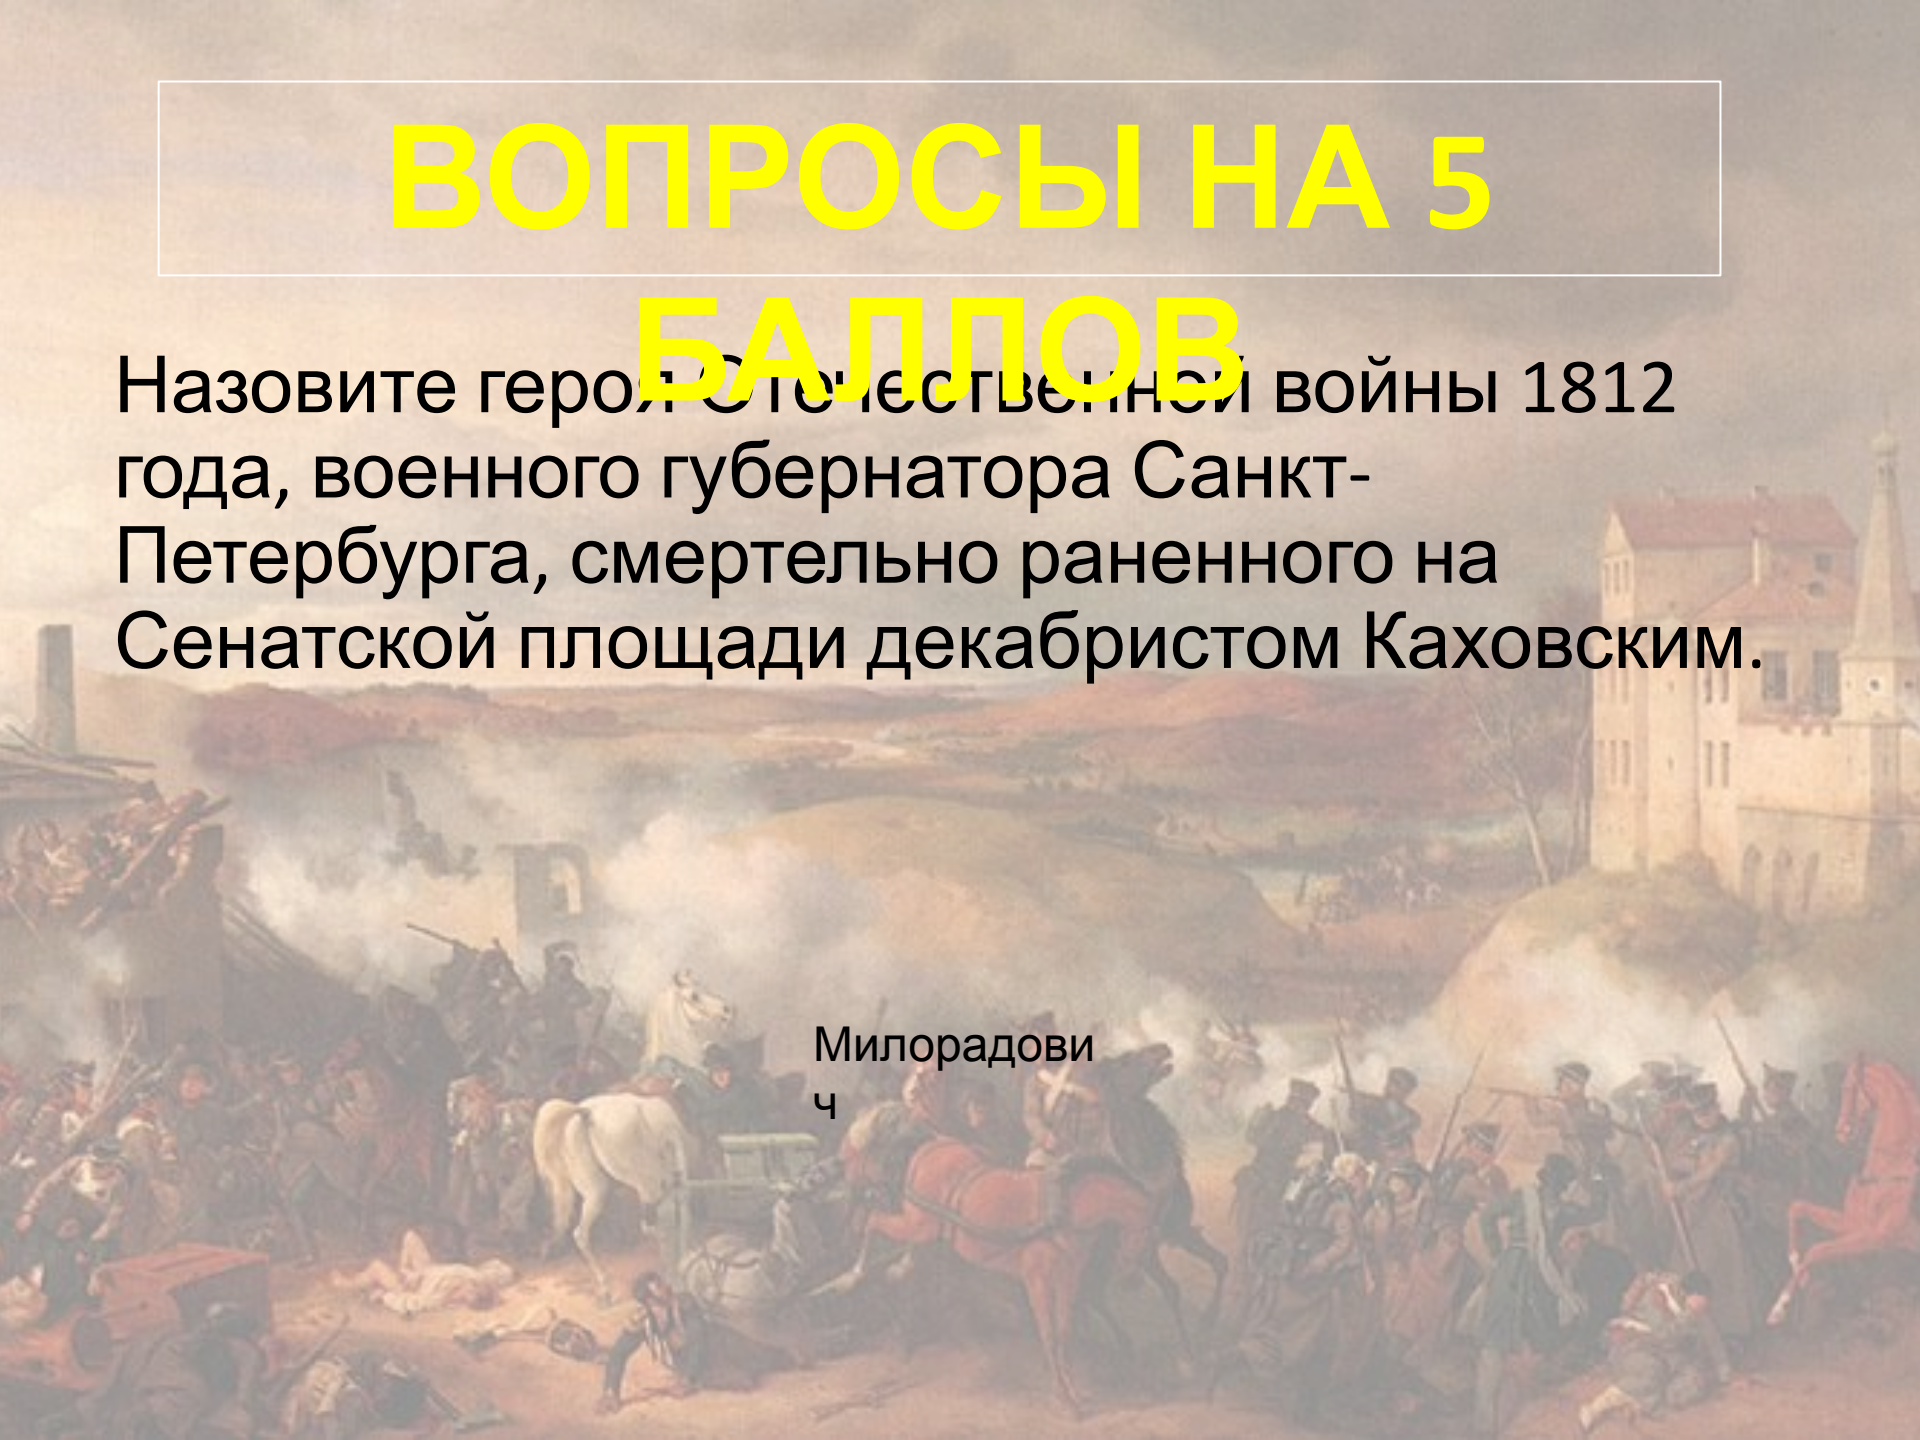 ВОПРОСЫ НА 5
БАЛЛОВ
Назовите героя Отечественной войны 1812
года, военного губернатора Санкт-
Петербурга, смертельно раненного на
Сенатской площади декабристом Каховским.
Милорадови
ч